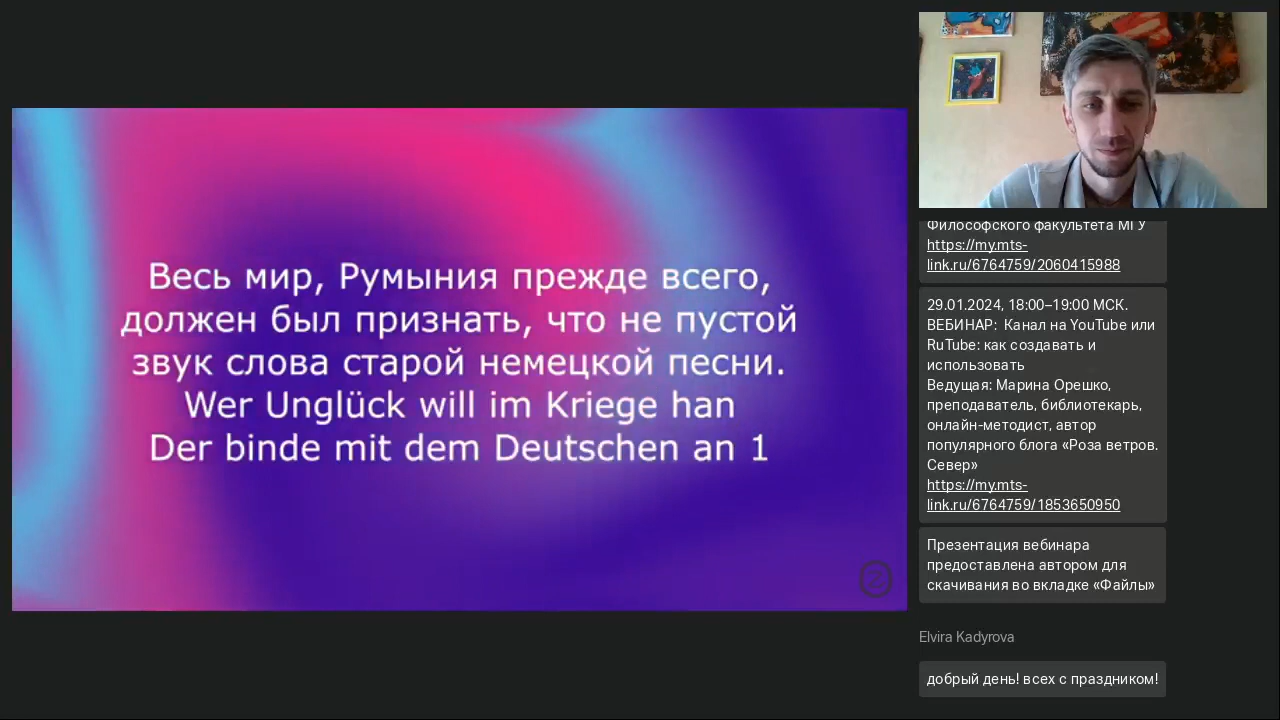 Весь мир, Румыния прежде всего,
должен был признать, что не пустой
звук слова старой немецкой песни.
Wer Unglück will im Kriege han
Der binde mit dem Deutschen an 1
2
Философского факультета МГУ
https://my.mts-
link.ru/6764759/2060415988
29.01.2024, 18:00–19:00 МСК.
ВЕБИНАР: Канал на YouTube или
RuTube: как создавать и
использовать
Ведущая: Марина Орешко,
преподаватель, библиотекарь,
онлайн-методист, автор
популярного блога «Роза ветров.
Север»
https://my.mts-
link.ru/6764759/1853650950
Презентация вебинара
предоставлена автором для
скачивания во вкладке «Файлы»
Elvira Kadyrova
добрый день! всех с праздником!